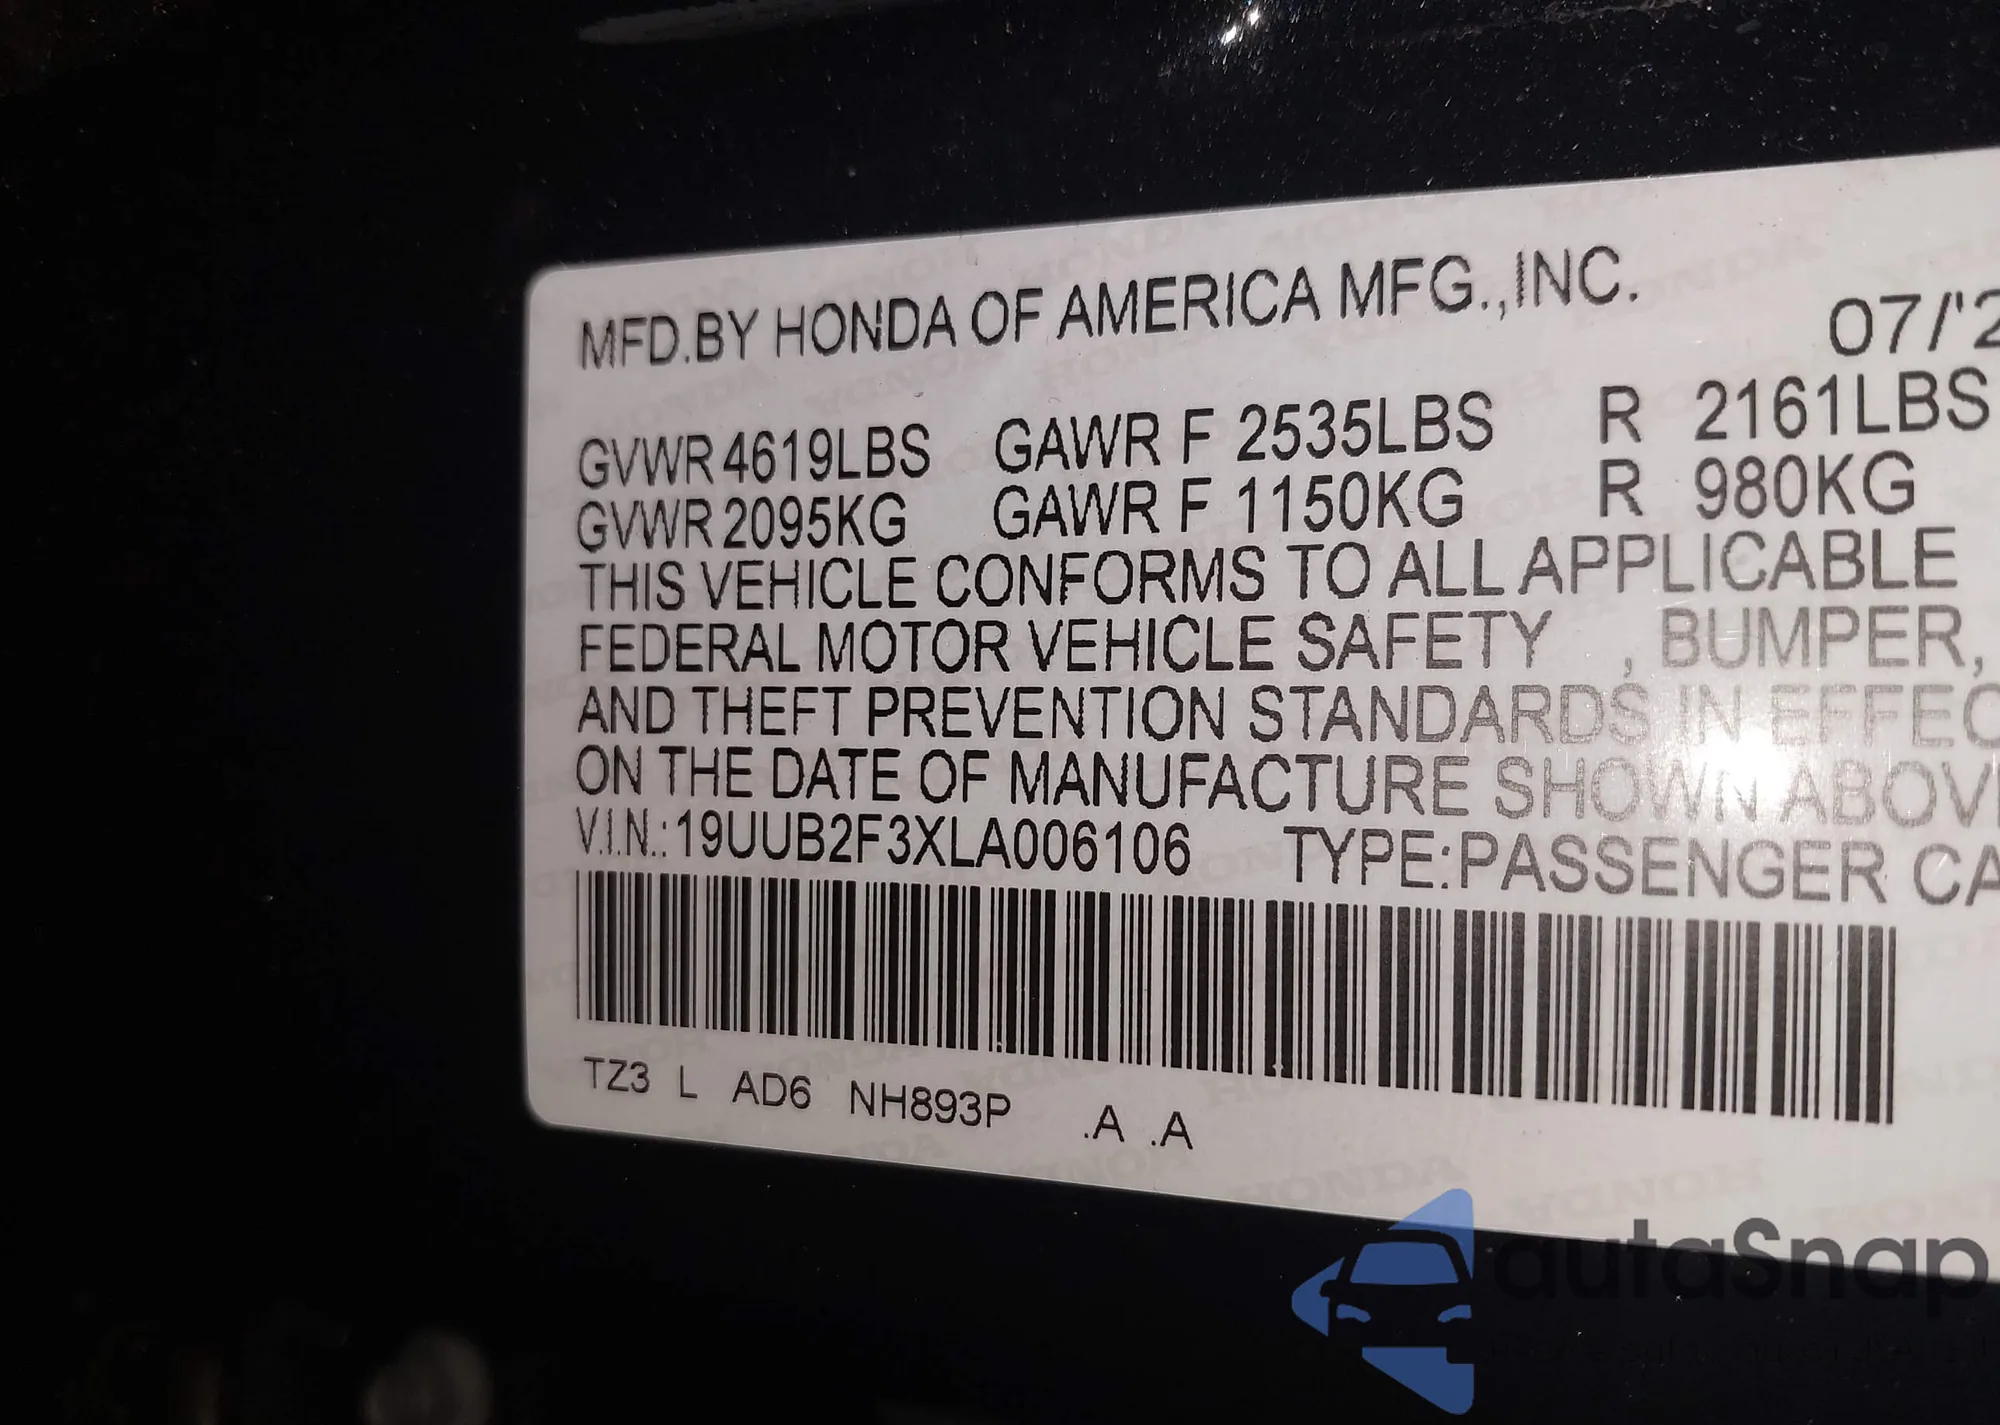 MFD.BY HONDA OF AMERICA MFG.,INC. 07/'2
GVWR 4619LBS GAWR F 2535LBS R 2161LBS
GVWR 2095KG GAWR F 1150KG R 980KG
THIS VEHICLE CONFORMS TO ALL APPLICABLE
FEDERAL MOTOR VEHICLE SAFETY , BUMPER,
AND THEFT PREVENTION STANDARDS IN EFFEC
ON THE DATE OF MANUFACTURE SHOWN ABOV
V.I.N.: 19UUB2F3XLA006106 TYPE:PASSENGER CA
TZ3 L AD6 NH893P .A .A
autoSnap